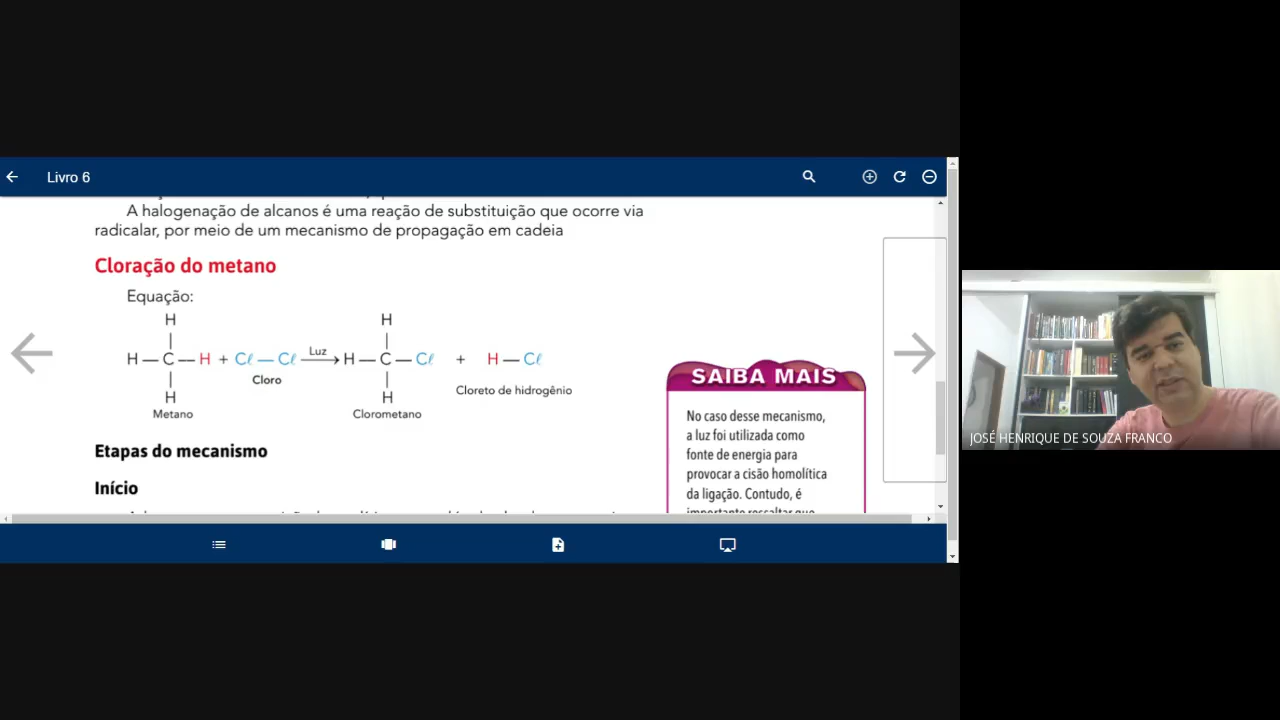 Livro 6
A halogenação de alcanos é uma reação de substituição que ocorre via
radicalar, por meio de um mecanismo de propagação em cadeia
Cloração do metano
Equação:
H H
| |
H — C — H + Cℓ — Cℓ Luz → H — C — Cℓ + H — Cℓ
| Cloro | Cloreto de hidrogênio
H H
Metano Clorometano
Etapas do mecanismo
Início
SAIBA MAIS
No caso desse mecanismo,
a luz foi utilizada como
fonte de energia para
provocar a cisão homolítica
da ligação. Contudo, é
importante ressaltar que
JOSÉ HENRIQUE DE SOUZA FRANCO